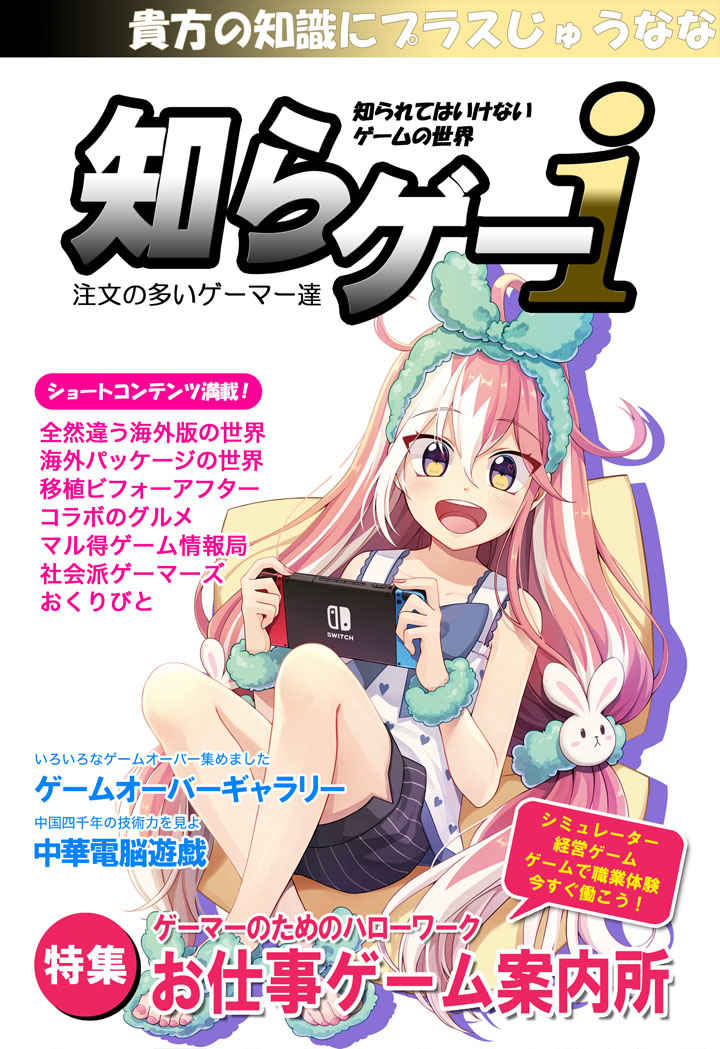 貴方の知識にプラスじゅうなな
知られてはいけない
ゲームの世界
知らゲーi
注文の多いゲーマー達
ショートコンテンツ満載!
全然違う海外版の世界
海外パッケージの世界
移植ビフォーアフター
コラボのグルメ
マル得ゲーム情報局
社会派ゲーマーズ
おくりびと
SWITCH
いろいろなゲームオーバー集めました
ゲームオーバーギャラリー
中国四千年の技術力を見よ
中華電脳遊戯
シミュレーター
経営ゲーム
ゲームで職業体験
今すぐ働こう!
特集
ゲーマーのためのハローワーク
お仕事ゲーム案内所